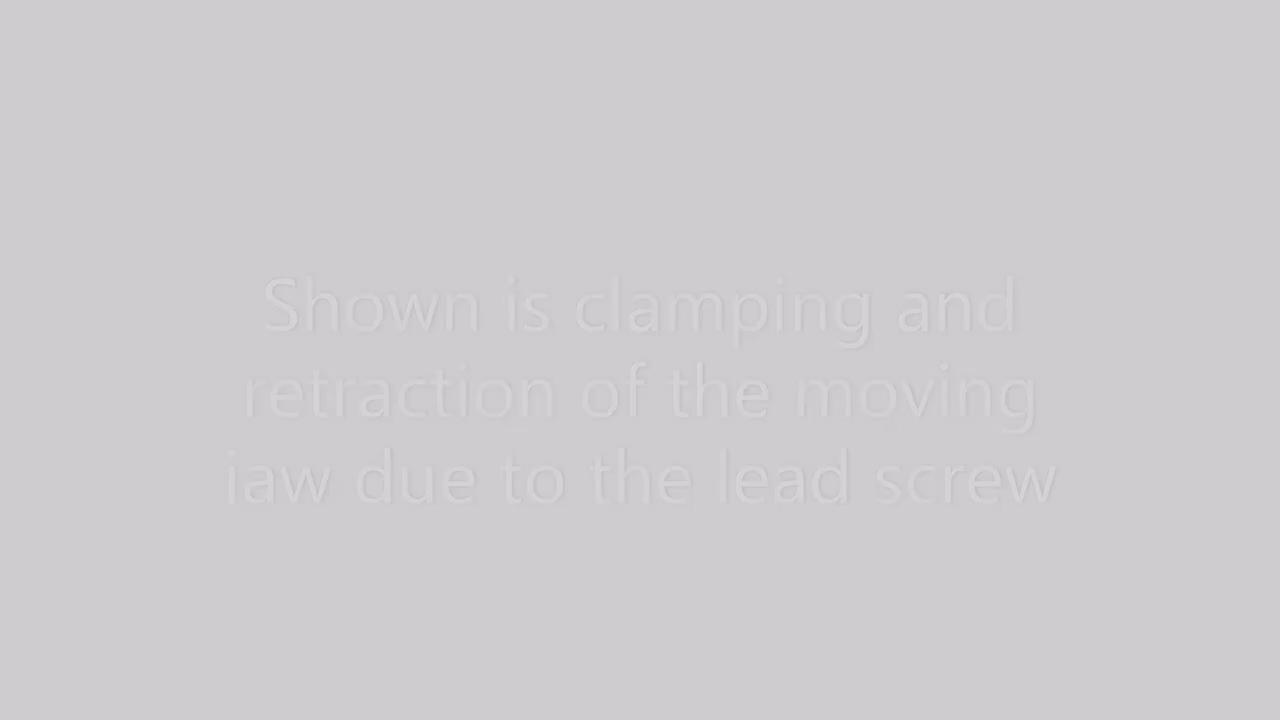 Shown is clamping and
retraction of the moving
jaw due to the lead screw